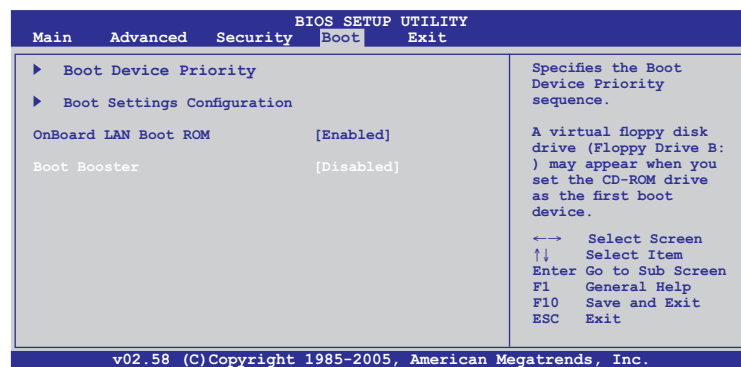 BIOS SETUP UTILITY
Main Advanced Security Boot Exit
Boot Device Priority
Boot Settings Configuration
OnBoard LAN Boot ROM [Enabled]
Boot Booster [Disabled]
Specifies the Boot
Device Priority
sequence.
A virtual floppy disk
drive (Floppy Drive B:
) may appear when you
set the CD-ROM drive
as the first boot
device.
←→ Select Screen
↑↓ Select Item
Enter Go to Sub Screen
F1 General Help
F10 Save and Exit
ESC Exit
v02.58 (C)Copyright 1985-2005, American Megatrends, Inc.